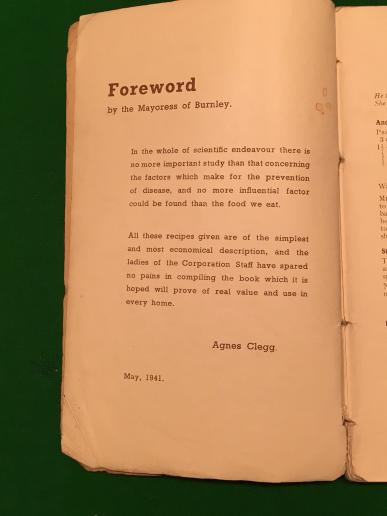 Foreword
by the Mayoress of Burnley.
In the whole of scientific endeavour there is
no more important study than that concerning
the factors which make for the prevention
of disease, and no more influential factor
could be found than the food we eat.
All these recipes given are of the simplest
and most economical description, and the
ladies of the Corporation Staff have spared
no pains in compiling the book which it is
hoped will prove of real value and use in
every home.
Agnes Clegg.
May, 1941.
He
She